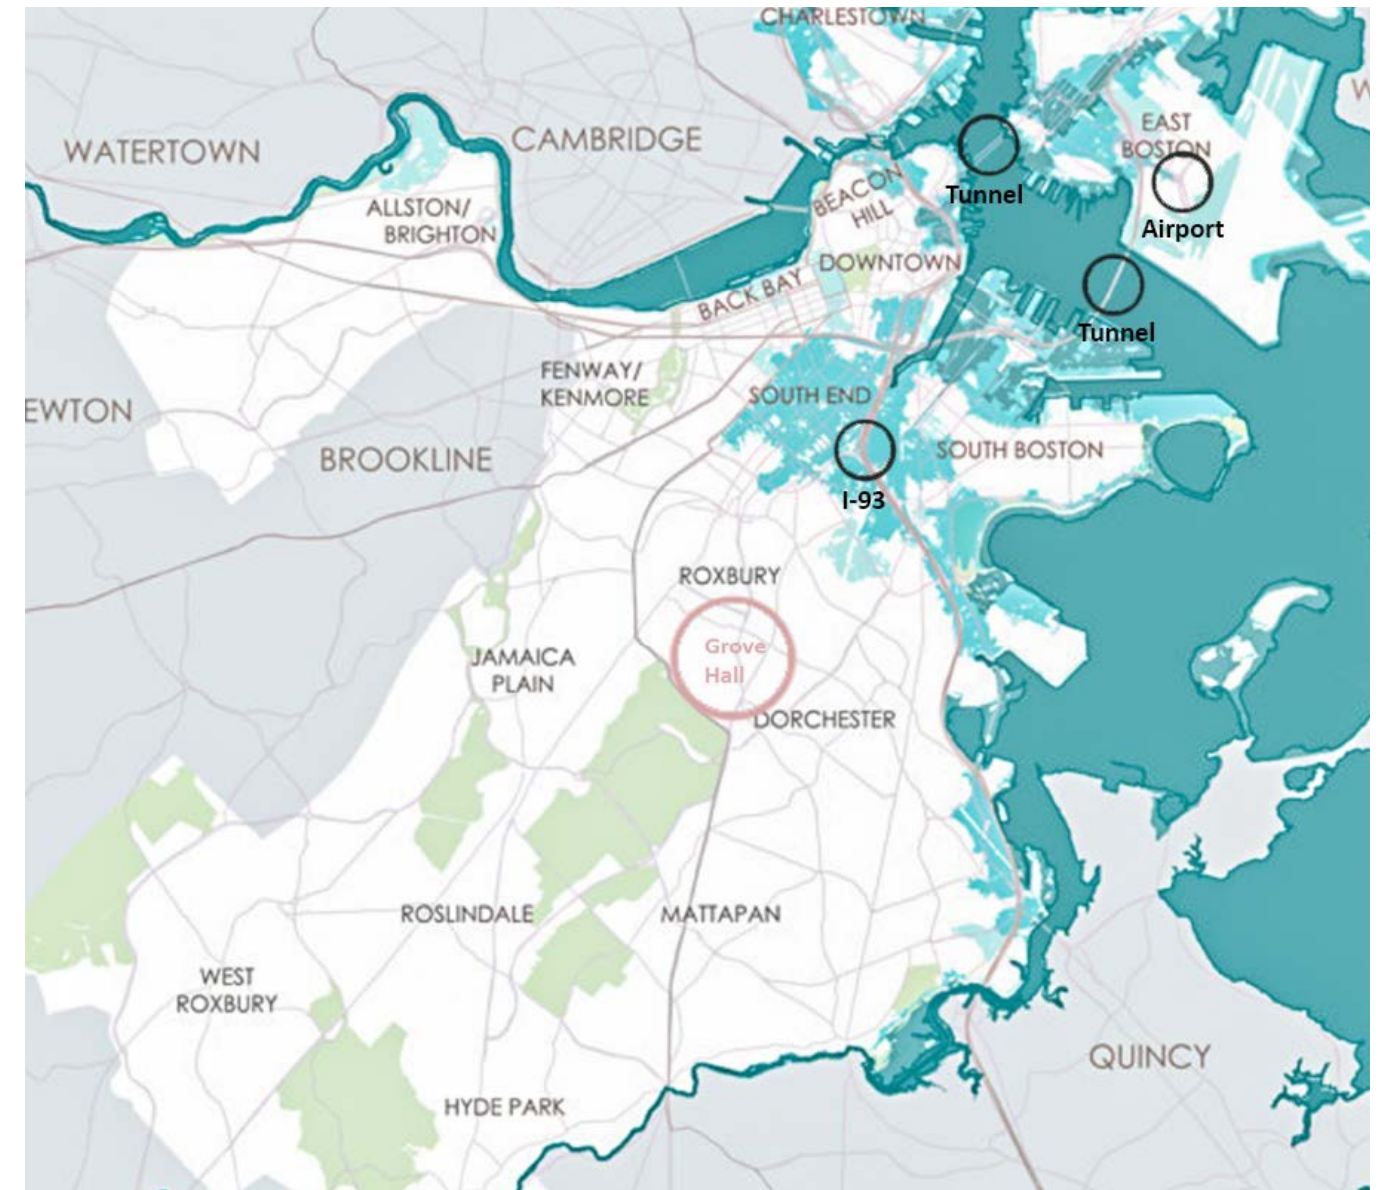 CHARLESTOWN
W
EAST
BOSTON
WATERTOWN
CAMBRIDGE
Tunnel
BEACON
HILL
Airport
ALLSTON/
BRIGHTON
DOWNTOWN
BACK BAY
Tunnel
FENWAY/
KENMORE
SOUTH END
EWTON
BROOKLINE
SOUTH BOSTON
I-93
ROXBURY
Grove
Hall
JAMAICA
PLAIN
DORCHESTER
ROSLINDALE
MATTAPAN
WEST
ROXBURY
QUINCY
HYDE PARK